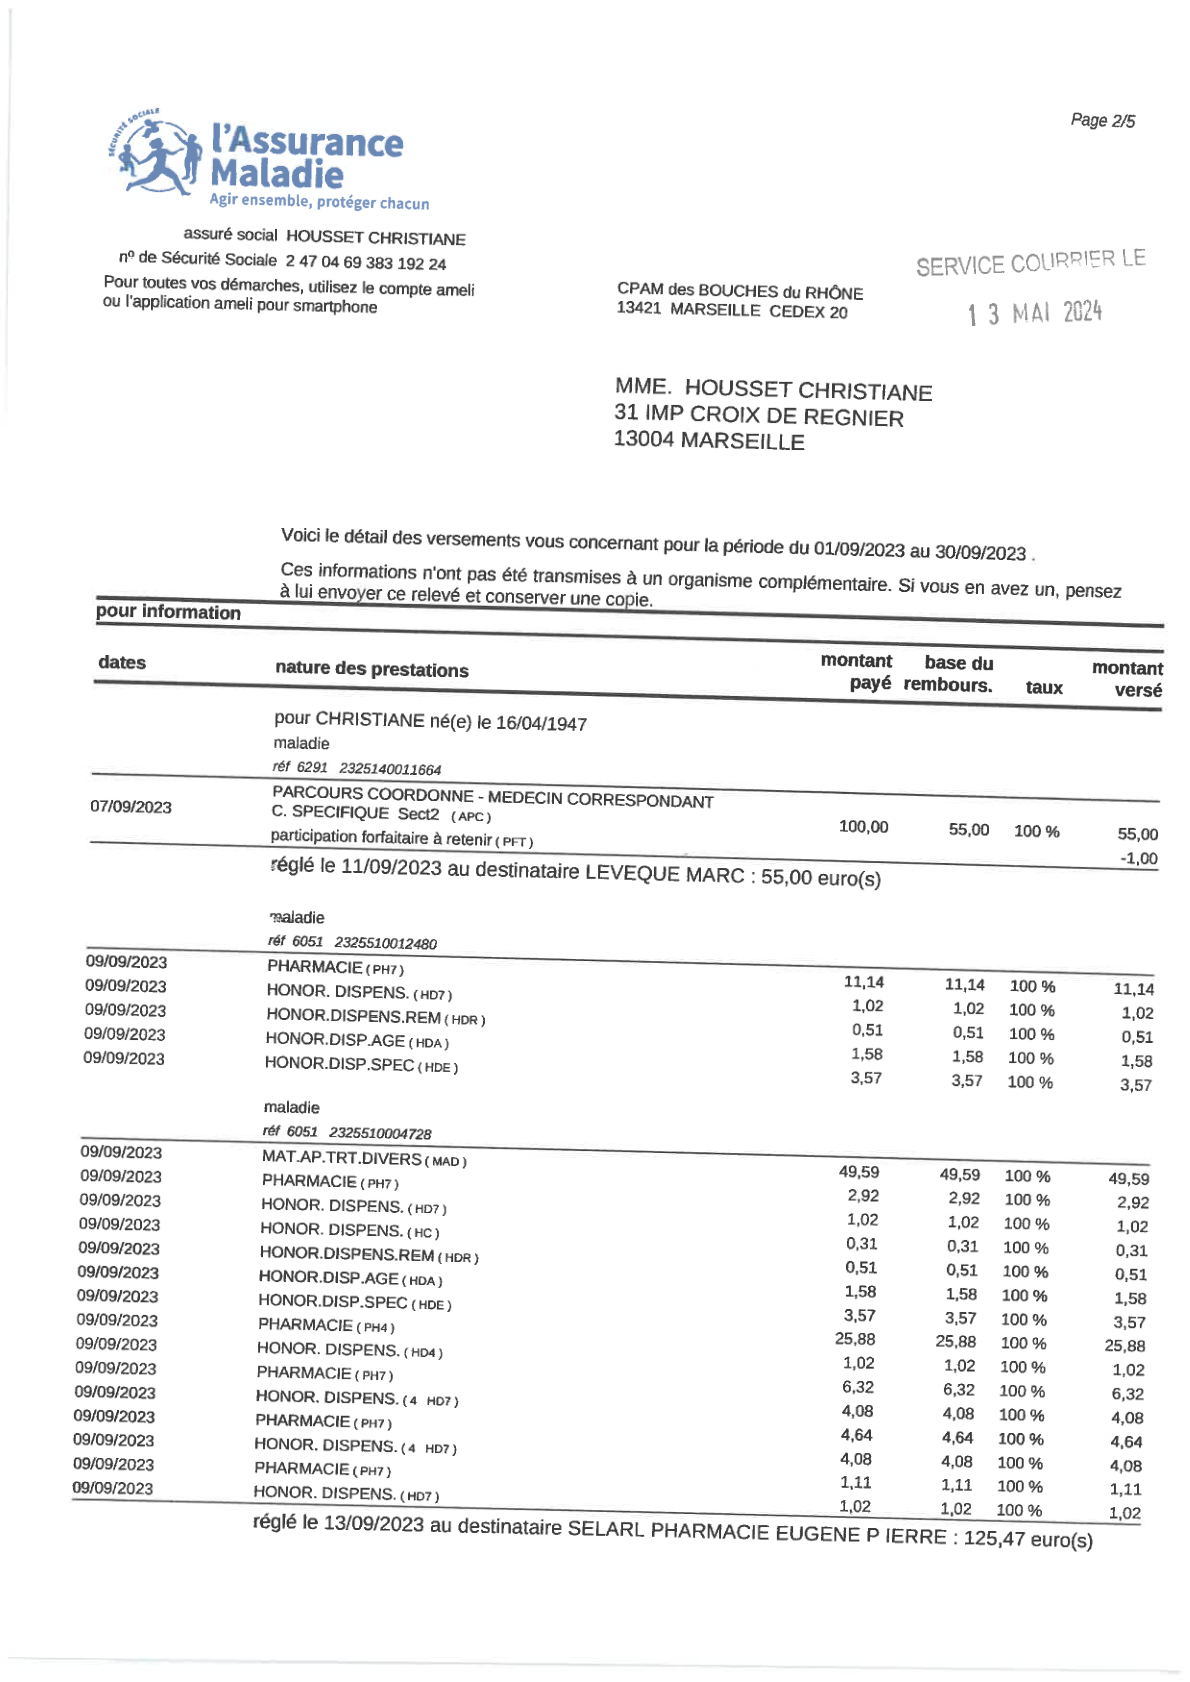 Page 2/5
SÉCURITÉ SOCIALE
l'Assurance
Maladie
Agir ensemble, protéger chacun
assuré social HOUSSET CHRISTIANE
nº de Sécurité Sociale 2 47 04 69 383 192 24
Pour toutes vos démarches, utilisez le compte ameli
ou l'application ameli pour smartphone
SERVICE COURRIER LE
13 MAI 2024
CPAM des BOUCHES du RHÔNE
13421 MARSEILLE CEDEX 20
MME. HOUSSET CHRISTIANE
31 IMP CROIX DE REGNIER
13004 MARSEILLE
Voici le détail des versements vous concernant pour la période du 01/09/2023 au 30/09/2023 .
Ces informations n'ont pas été transmises à un organisme complémentaire. Si vous en avez un, pensez
à lui envoyer ce relevé et conserver une copie.
pour information
dates nature des prestations montant payé base du rembours. taux montant versé
pour CHRISTIANE né(e) le 16/04/1947
maladie
réf 6291 2325140011664
PARCOURS COORDONNE - MEDECIN CORRESPONDANT
07/09/2023 C. SPECIFIQUE Sect2 (APC) 100,00 55,00 100 % 55,00
participation forfaitaire à retenir (PFT) -1,00
réglé le 11/09/2023 au destinataire LEVEQUE MARC : 55,00 euro(s)
maladie
réf 6051 2325510012480
09/09/2023 PHARMACIE (PH7) 11,14 11,14 100 % 11,14
09/09/2023 HONOR. DISPENS. (HD7) 1,02 1,02 100 % 1,02
09/09/2023 HONOR.DISPENS.REM (HDR) 0,51 0,51 100 % 0,51
09/09/2023 HONOR.DISP.AGE (HDA) 1,58 1,58 100 % 1,58
09/09/2023 HONOR.DISP.SPEC (HDE) 3,57 3,57 100 % 3,57
maladie
réf 6051 2325510004728
09/09/2023 MAT.AP.TRT.DIVERS (MAD) 49,59 49,59 100 % 49,59
09/09/2023 PHARMACIE (PH7) 2,92 2,92 100 % 2,92
09/09/2023 HONOR. DISPENS. (HD7) 1,02 1,02 100 % 1,02
09/09/2023 HONOR. DISPENS. (HC) 0,31 0,31 100 % 0,31
09/09/2023 HONOR.DISPENS.REM (HDR) 0,51 0,51 100 % 0,51
09/09/2023 HONOR.DISP.AGE (HDA) 1,58 1,58 100 % 1,58
09/09/2023 HONOR.DISP.SPEC (HDE) 3,57 3,57 100 % 3,57
09/09/2023 PHARMACIE (PH4) 25,88 25,88 100 % 25,88
09/09/2023 HONOR. DISPENS. (HD4) 1,02 1,02 100 % 1,02
09/09/2023 PHARMACIE (PH7) 6,32 6,32 100 % 6,32
09/09/2023 HONOR. DISPENS. (4 HD7) 4,08 4,08 100 % 4,08
09/09/2023 PHARMACIE (PH7) 4,64 4,64 100 % 4,64
09/09/2023 HONOR. DISPENS. (4 HD7) 4,08 4,08 100 % 4,08
09/09/2023 PHARMACIE (PH7) 1,11 1,11 100 % 1,11
09/09/2023 HONOR. DISPENS. (HD7) 1,02 1,02 100 % 1,02
réglé le 13/09/2023 au destinataire SELARL PHARMACIE EUGENE P IERRE : 125,47 euro(s)